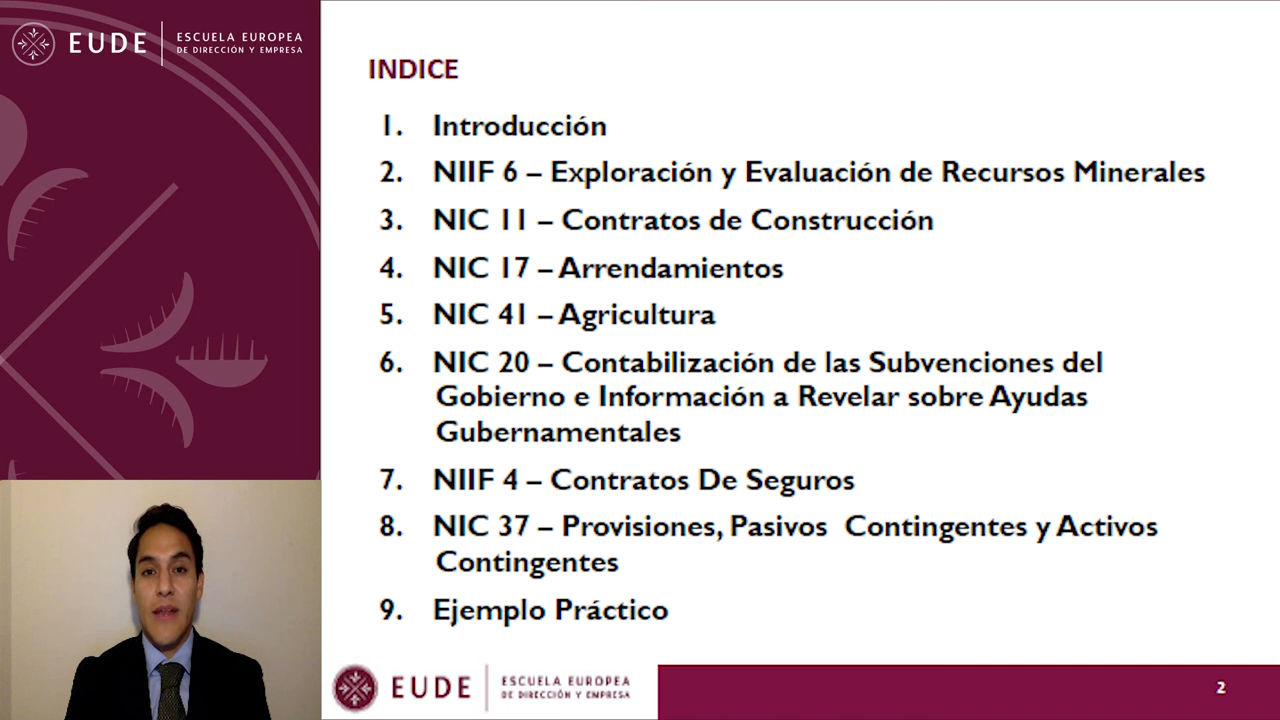 EUDE
ESCUELA EUROPEA
DE DIRECCIÓN Y EMPRESA
INDICE
1. Introducción
2. NIIF 6 – Exploración y Evaluación de Recursos Minerales
3. NIC 11 – Contratos de Construcción
4. NIC 17 – Arrendamientos
5. NIC 41 – Agricultura
6. NIC 20 – Contabilización de las Subvenciones del
Gobierno e Información a Revelar sobre Ayudas
Gubernamentales
7. NIIF 4 – Contratos De Seguros
8. NIC 37 – Provisiones, Pasivos Contingentes y Activos
Contingentes
9. Ejemplo Práctico
EUDE
ESCUELA EUROPEA
DE DIRECCIÓN Y EMPRESA
2